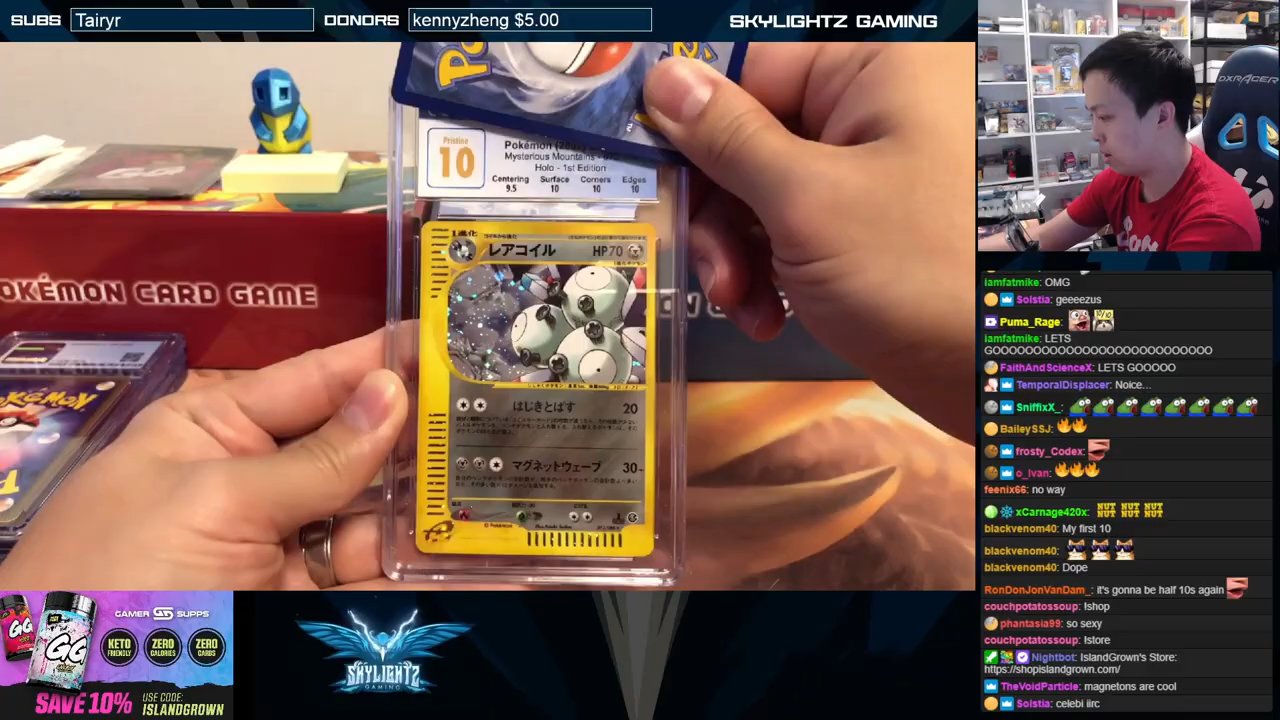 SUBS Tairyr DONORS kennyzheng $5.00 SKYLIGHTZ GAMING
DXRACER
Pristine
10
Mysterious Mountains
Holo - 1st Edition
Centering Surface Corners Edges
9.5 10 10 10
POKÉMON CARD GAME
1進化
レアコイル HP70
はじきとばす 20
マグネットウェーブ 30
iamfatmike: OMG
Solstia: geeeezus
Puma_Rage:
iamfatmike: LETS
GOOOOOOOOOOOOOOOOOOOOOOOOOOO
FaithAndScienceX: LETS GOOOOO
TemporalDisplacer: Noice...
SniffixX_:
BaileySSJ:
frosty_Codex:
o_Ivan:
feenix66: no way
xCarnage420x: NUT NUT NUT
blackvenom40: My first 10
blackvenom40:
blackvenom40: Dope
RonDonJonVanDam_: it's gonna be half 10s again
couchpotatossoup: !shop
phantasia99: so sexy
couchpotatossoup: !store
Nightbot: IslandGrown's Store:
https://shopislandgrown.com/
TheVoidParticle: magnetons are cool
Solstia: celebi iirc
GAMER SUPPS
GG
KETO FRIENDLY
ZERO CALORIES
ZERO CARBS
SAVE 10% USE CODE:
ISLANDGROWN
SKYLIGHTZ
GAMING